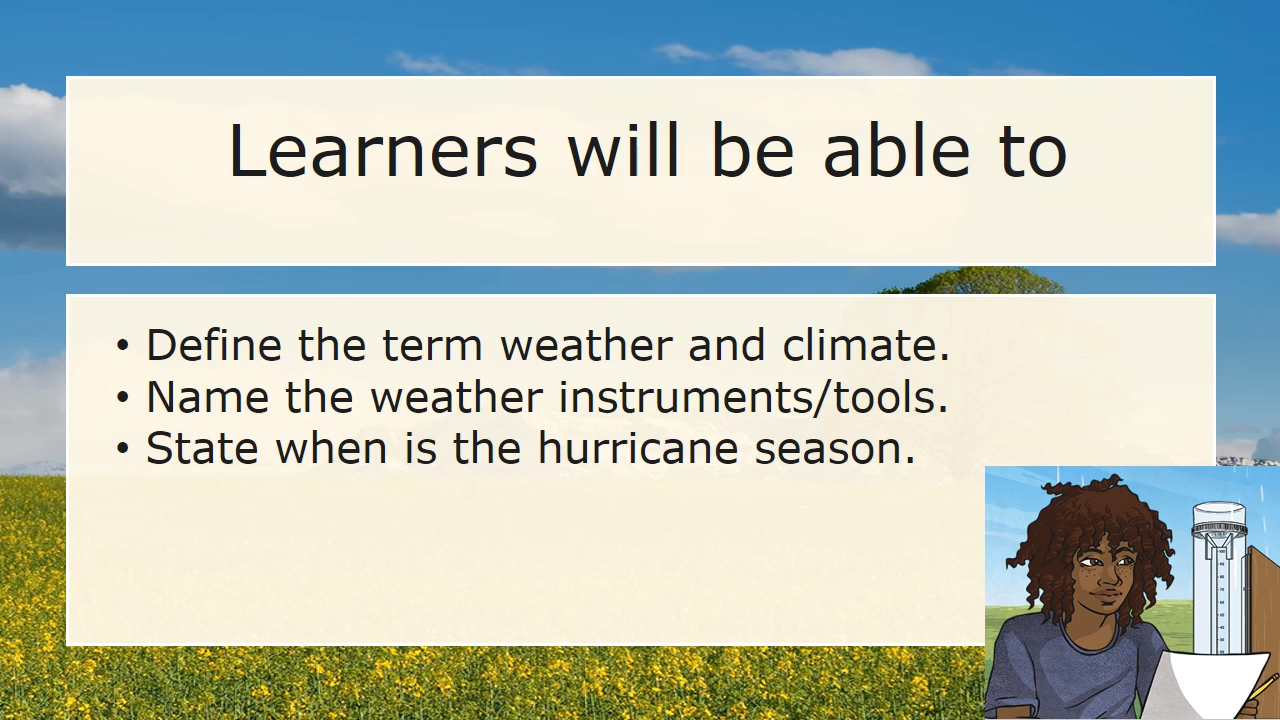 Learners will be able to
• Define the term weather and climate.
• Name the weather instruments/tools.
• State when is the hurricane season.